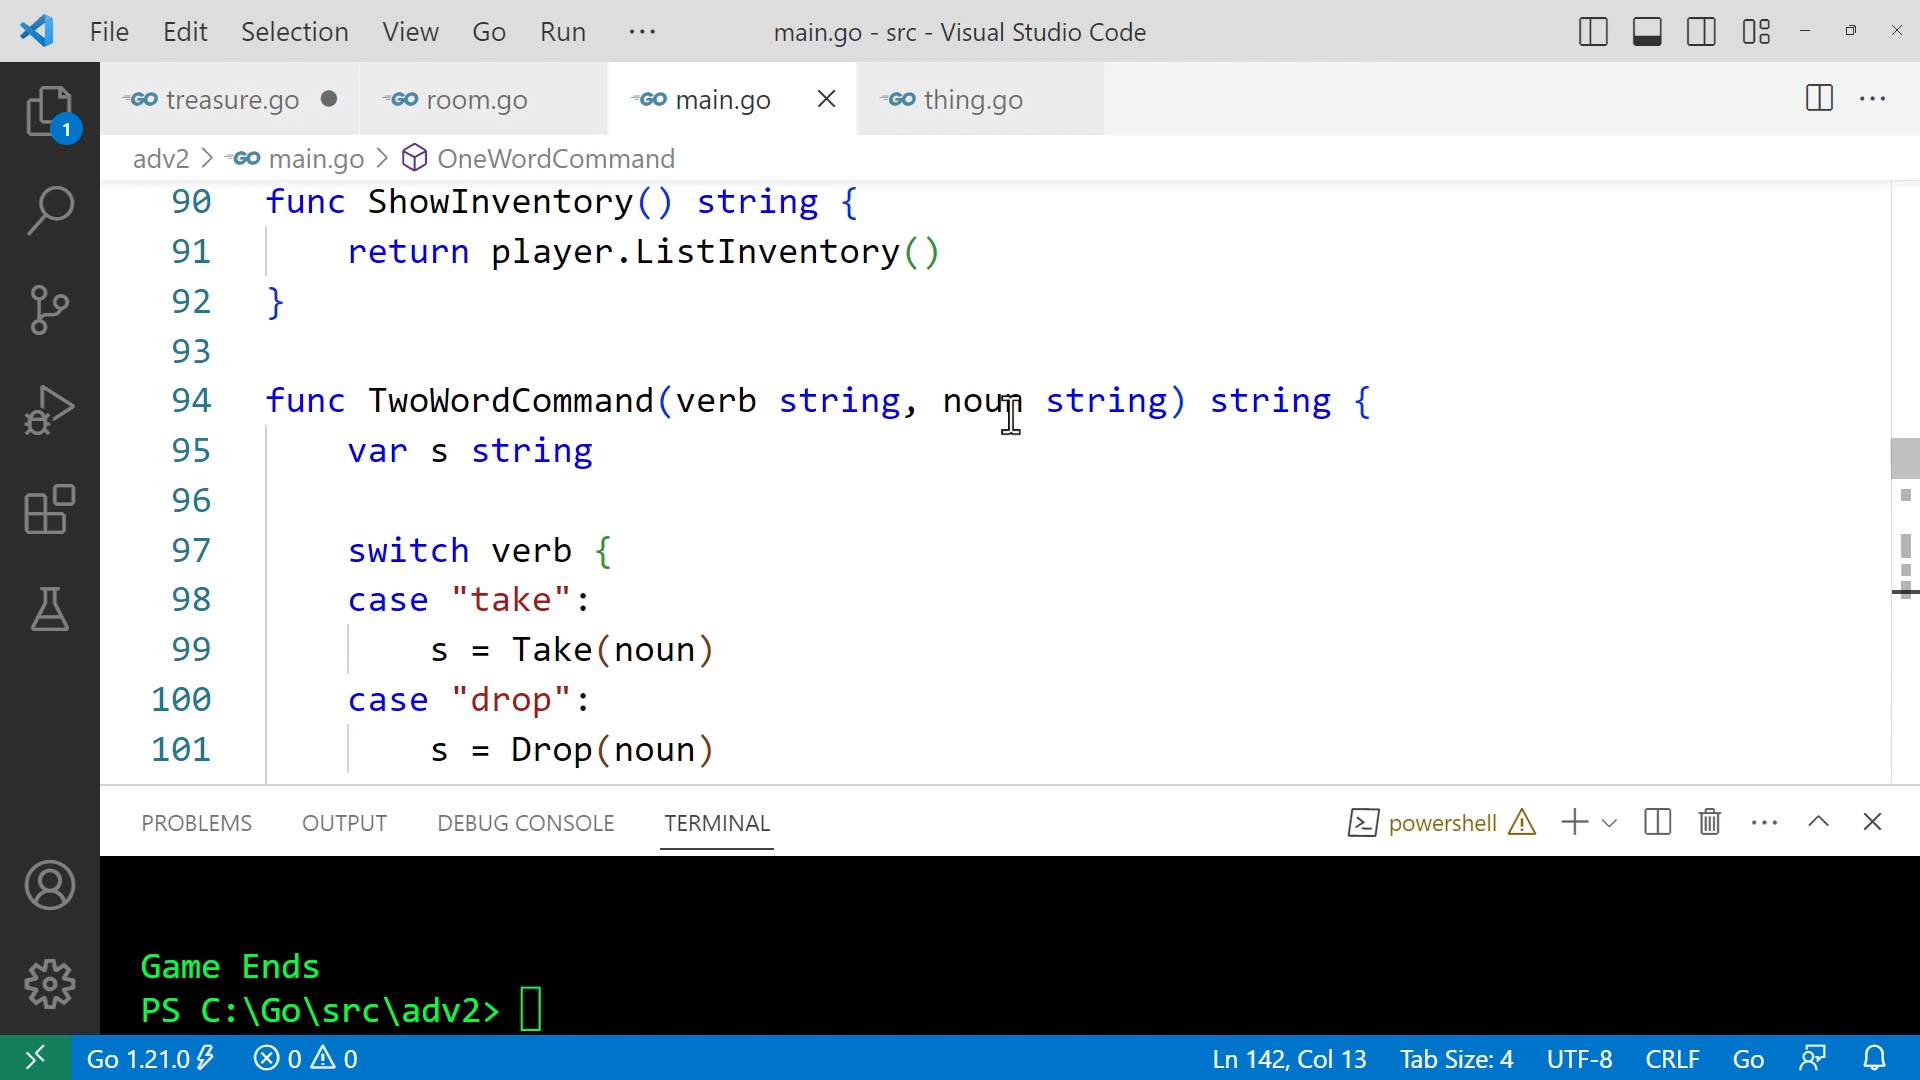 File Edit Selection View Go Run ··· main.go - src - Visual Studio Code
GO treasure.go ● GO room.go GO main.go GO thing.go ···
1
adv2 > GO main.go > OneWordCommand
90 func ShowInventory() string {
91 return player.ListInventory()
92 }
93
94 func TwoWordCommand(verb string, noun string) string {
95 var s string
96
97 switch verb {
98 case "take":
99 s = Take(noun)
100 case "drop":
101 s = Drop(noun)
PROBLEMS OUTPUT DEBUG CONSOLE TERMINAL powershell ···
Game Ends
PS C:\Go\src\adv2>
Go 1.21.0 0 0 Ln 142, Col 13 Tab Size: 4 UTF-8 CRLF Go